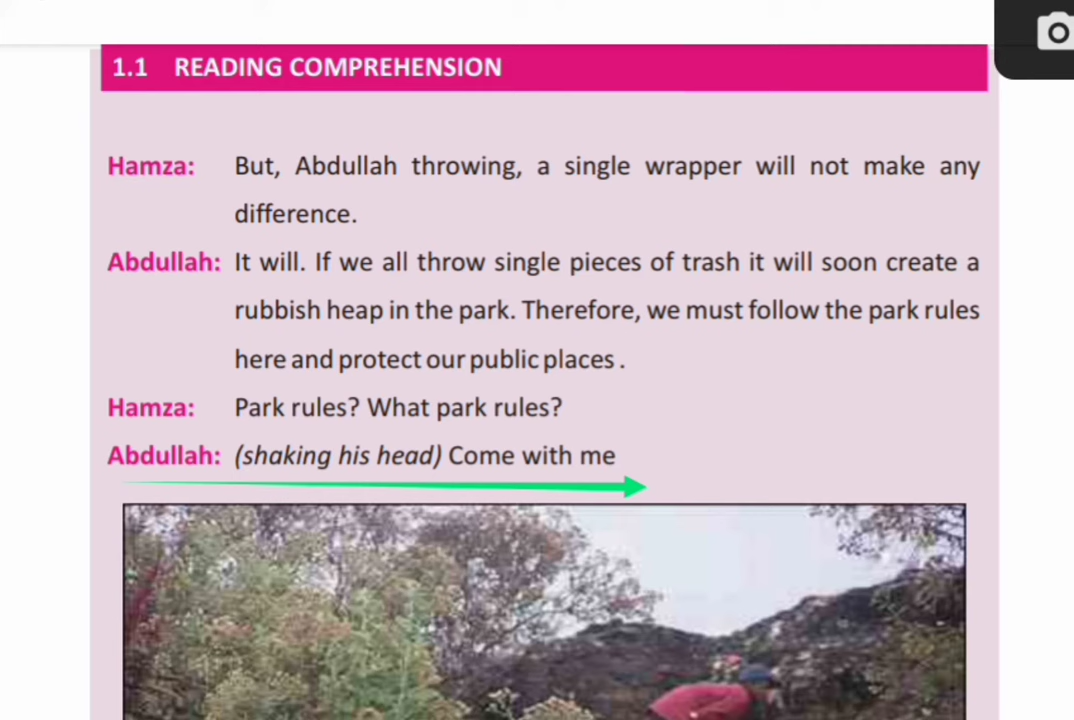 1.1 READING COMPREHENSION
Hamza: But, Abdullah throwing, a single wrapper will not make any
difference.
Abdullah: It will. If we all throw single pieces of trash it will soon create a
rubbish heap in the park. Therefore, we must follow the park rules
here and protect our public places .
Hamza: Park rules? What park rules?
Abdullah: (shaking his head) Come with me